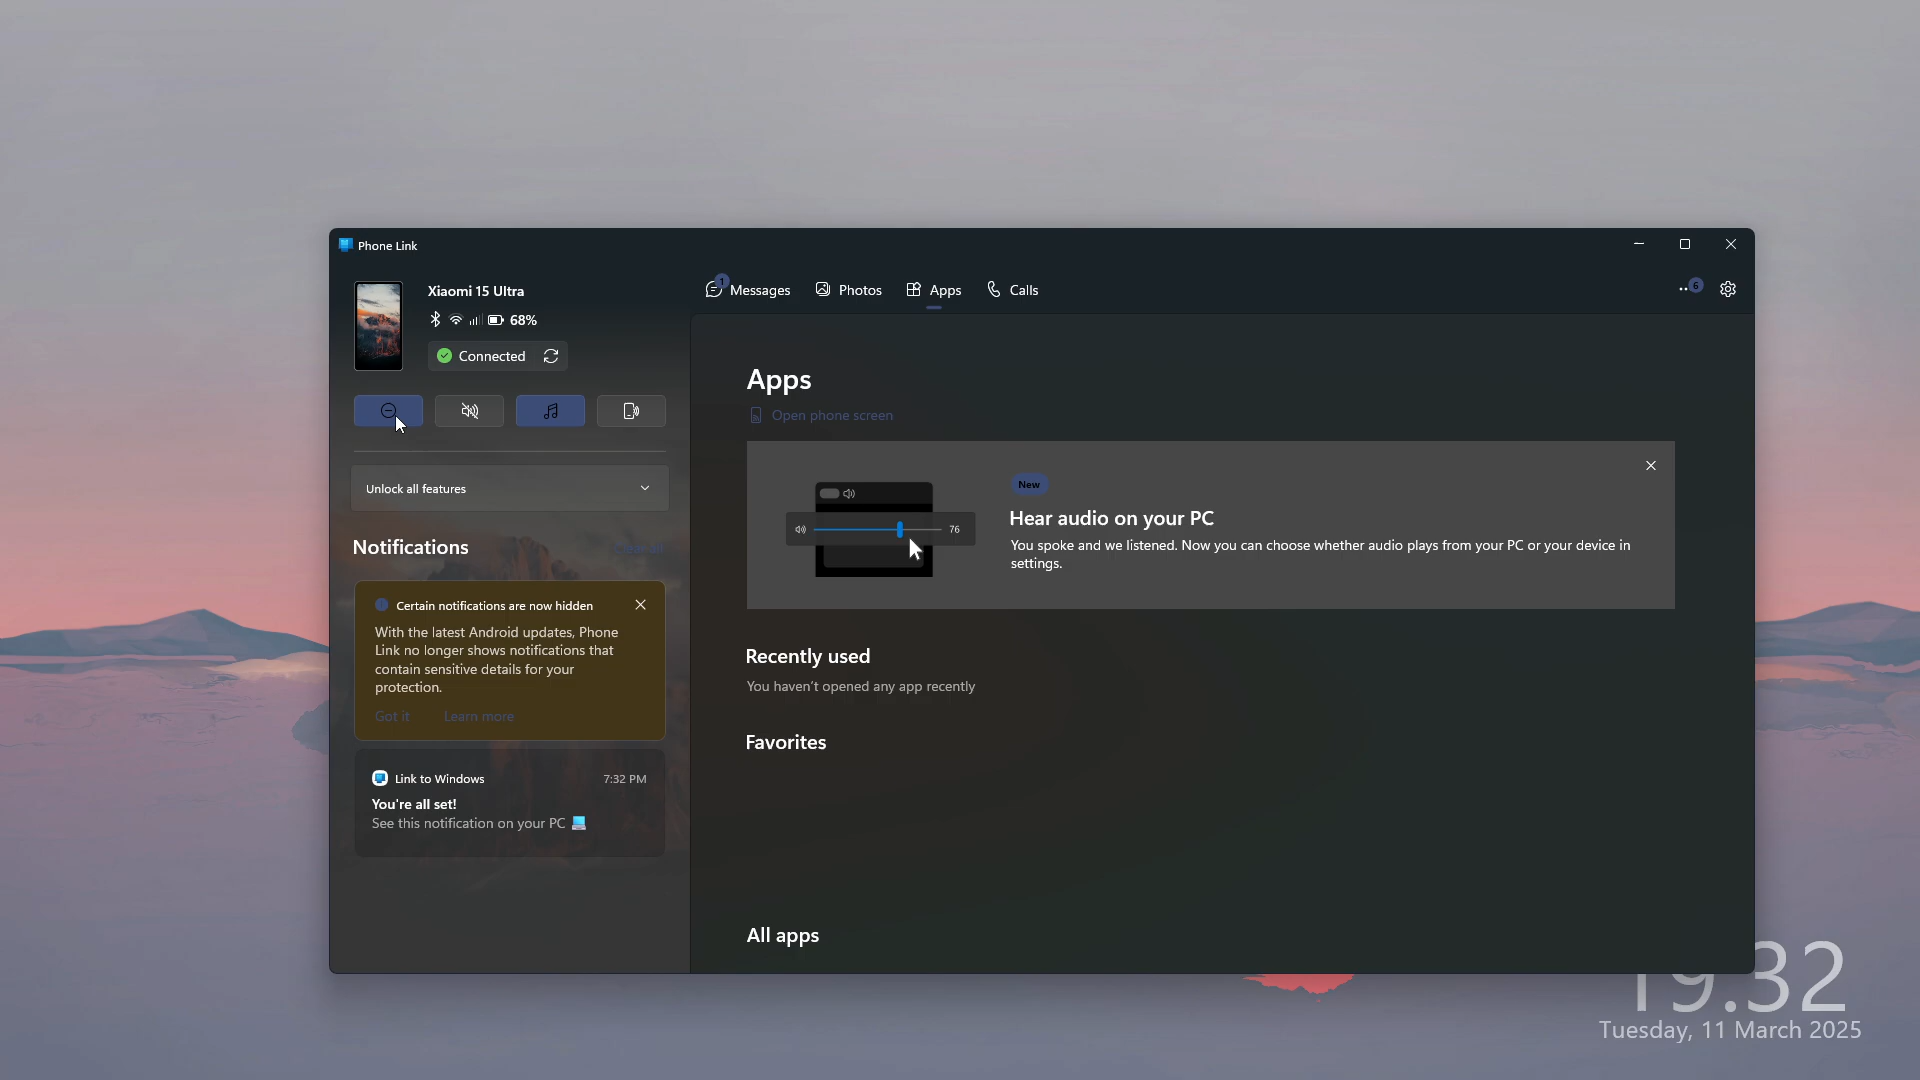 Phone Link
Xiaomi 15 Ultra
68%
Connected
Unlock all features
Notifications
Clear all
Certain notifications are now hidden
With the latest Android updates, Phone
Link no longer shows notifications that
contain sensitive details for your
protection.
Got it
Learn more
Link to Windows
7:32 PM
You're all set!
See this notification on your PC
1
Messages
Photos
Apps
Calls
6
Apps
Open phone screen
76
New
Hear audio on your PC
You spoke and we listened. Now you can choose whether audio plays from your PC or your device in
settings.
Recently used
You haven't opened any app recently
Favorites
All apps
19.32
Tuesday, 11 March 2025